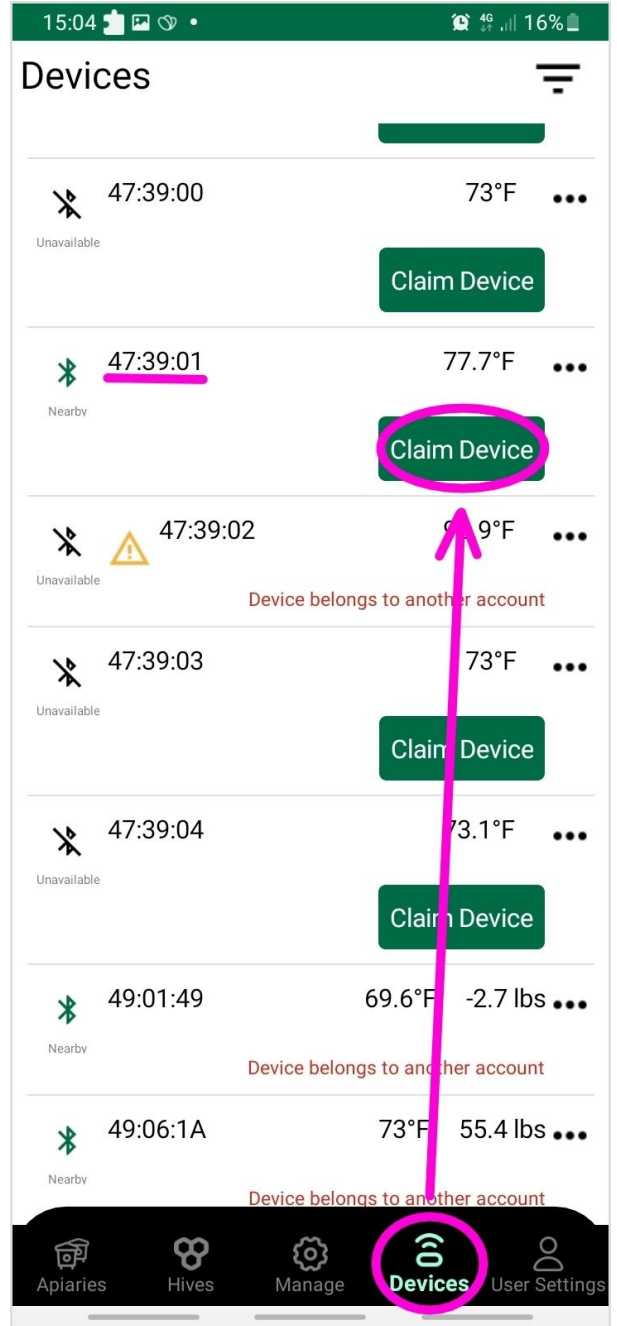 15:04 4G 16%
Devices
47:39:00 73°F
Unavailable
Claim Device
47:39:01 77.7°F
Nearby
Claim Device
47:39:02
Unavailable
Device belongs to another account
47:39:03 73°F
Unavailable
Claim Device
47:39:04 73.1°F
Unavailable
Claim Device
49:01:49 69.6°F -2.7 lbs
Nearby
Device belongs to another account
49:06:1A 73°F 55.4 lbs
Nearby
Device belongs to another account
Apiaries Hives Manage Devices User Settings